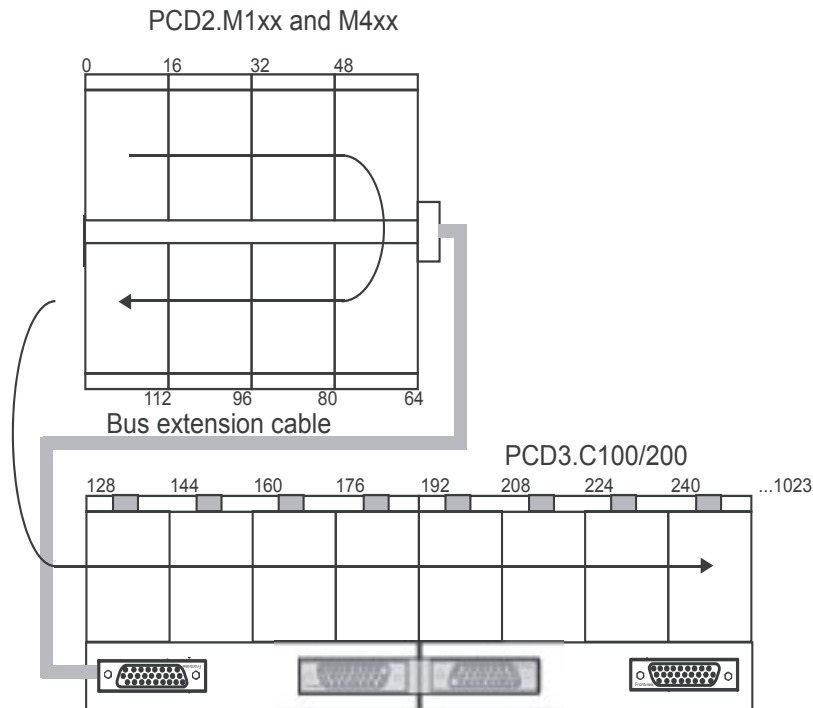 PCD2.M1xx and M4xx
0 16 32 48
112 96 80 64
Bus extension cable
PCD3.C100/200
128 144 160 176 192 208 224 240 ...1023